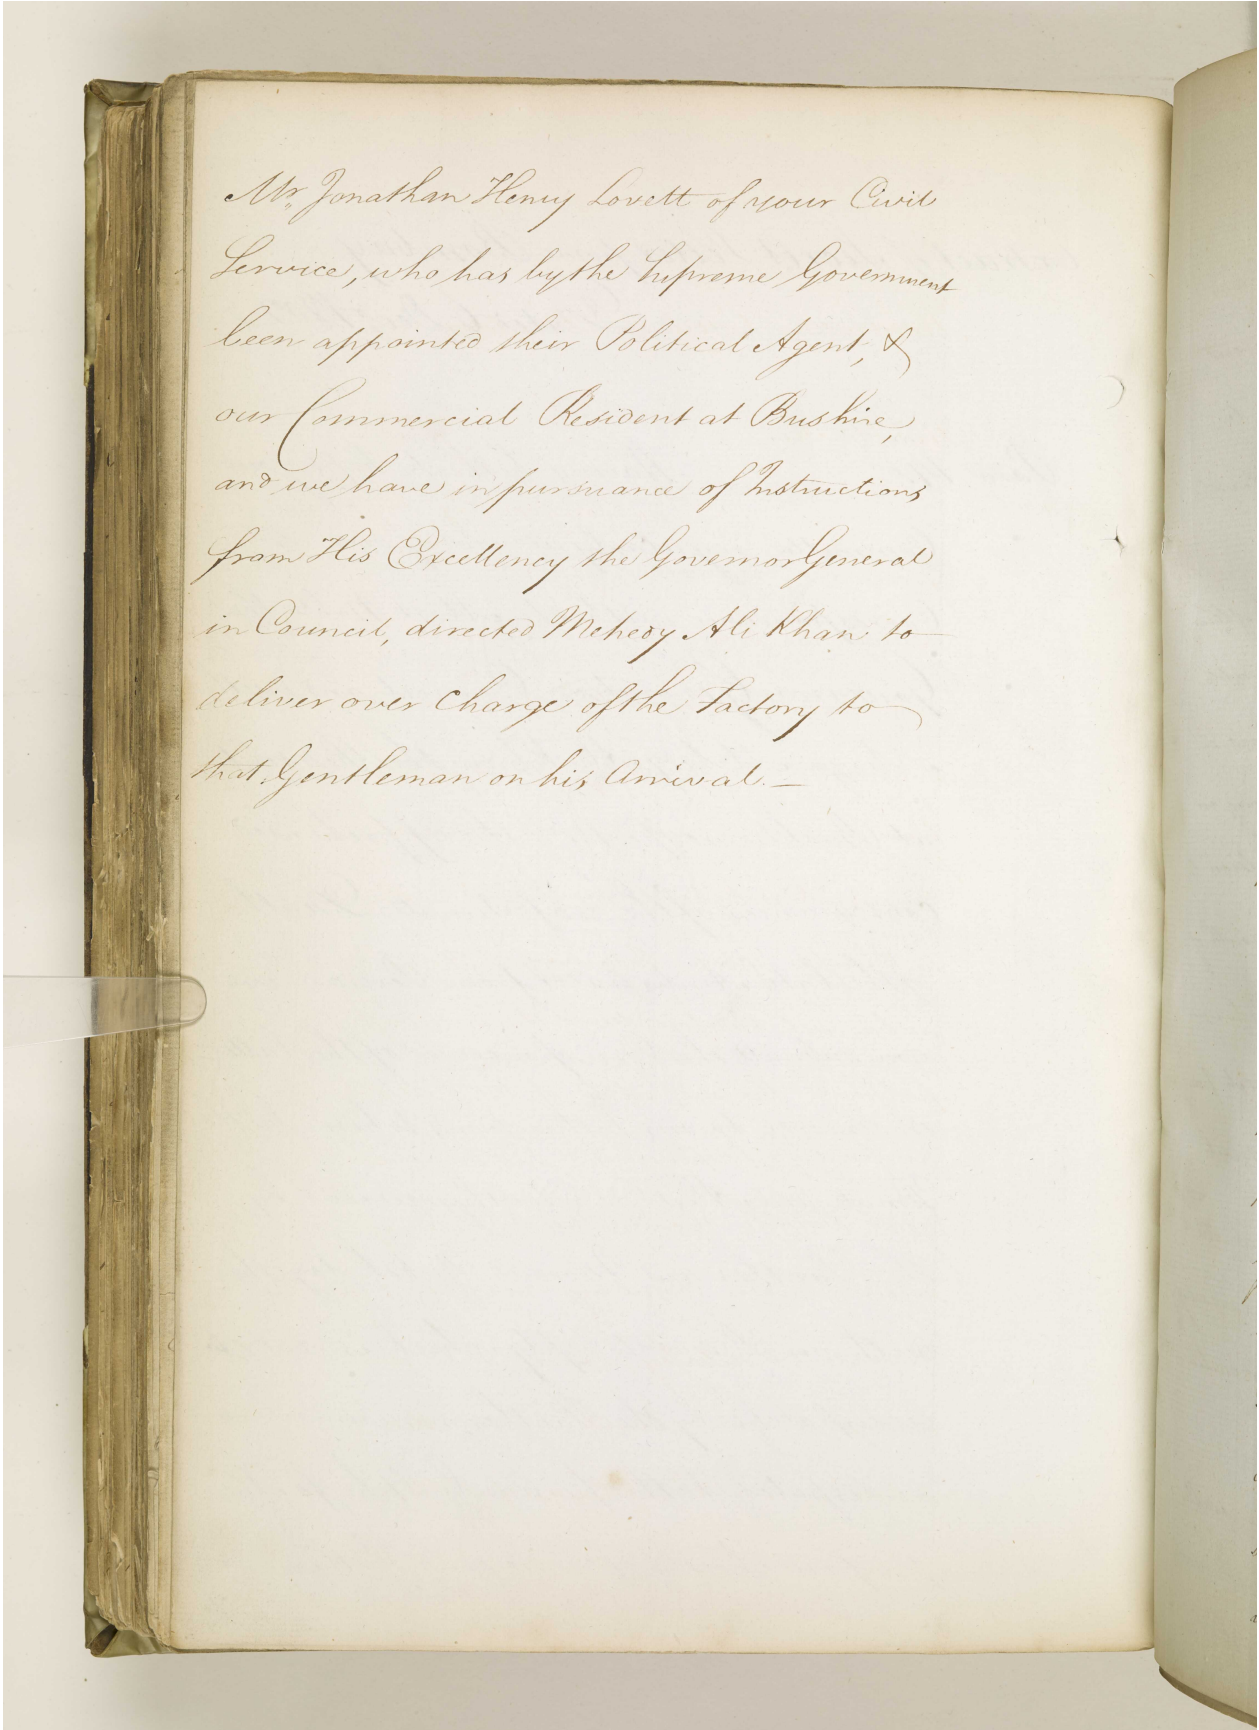 Mr. Jonathan Henry Lovett of your Civil
Service, who has by the Supreme Government
been appointed their Political Agent, &
our Commercial Resident at Bushire,
and we have in pursuance of Instructions
from His Excellency the Governor General
in Council, directed Mehedy Ali Khan to
deliver over charge of the Factory to
that Gentleman on his Arrival. —